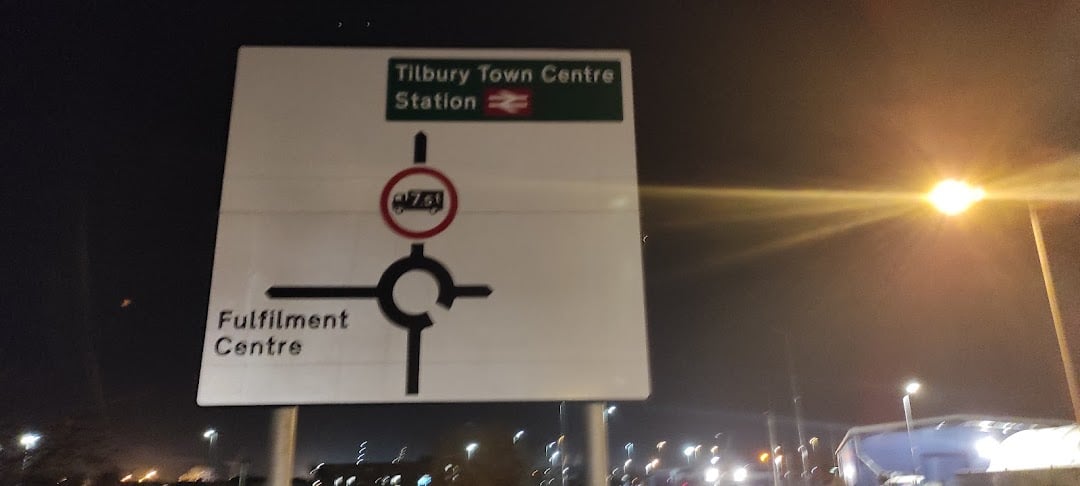 Tilbury Town Centre
Station
7.5t
Fulfilment
Centre